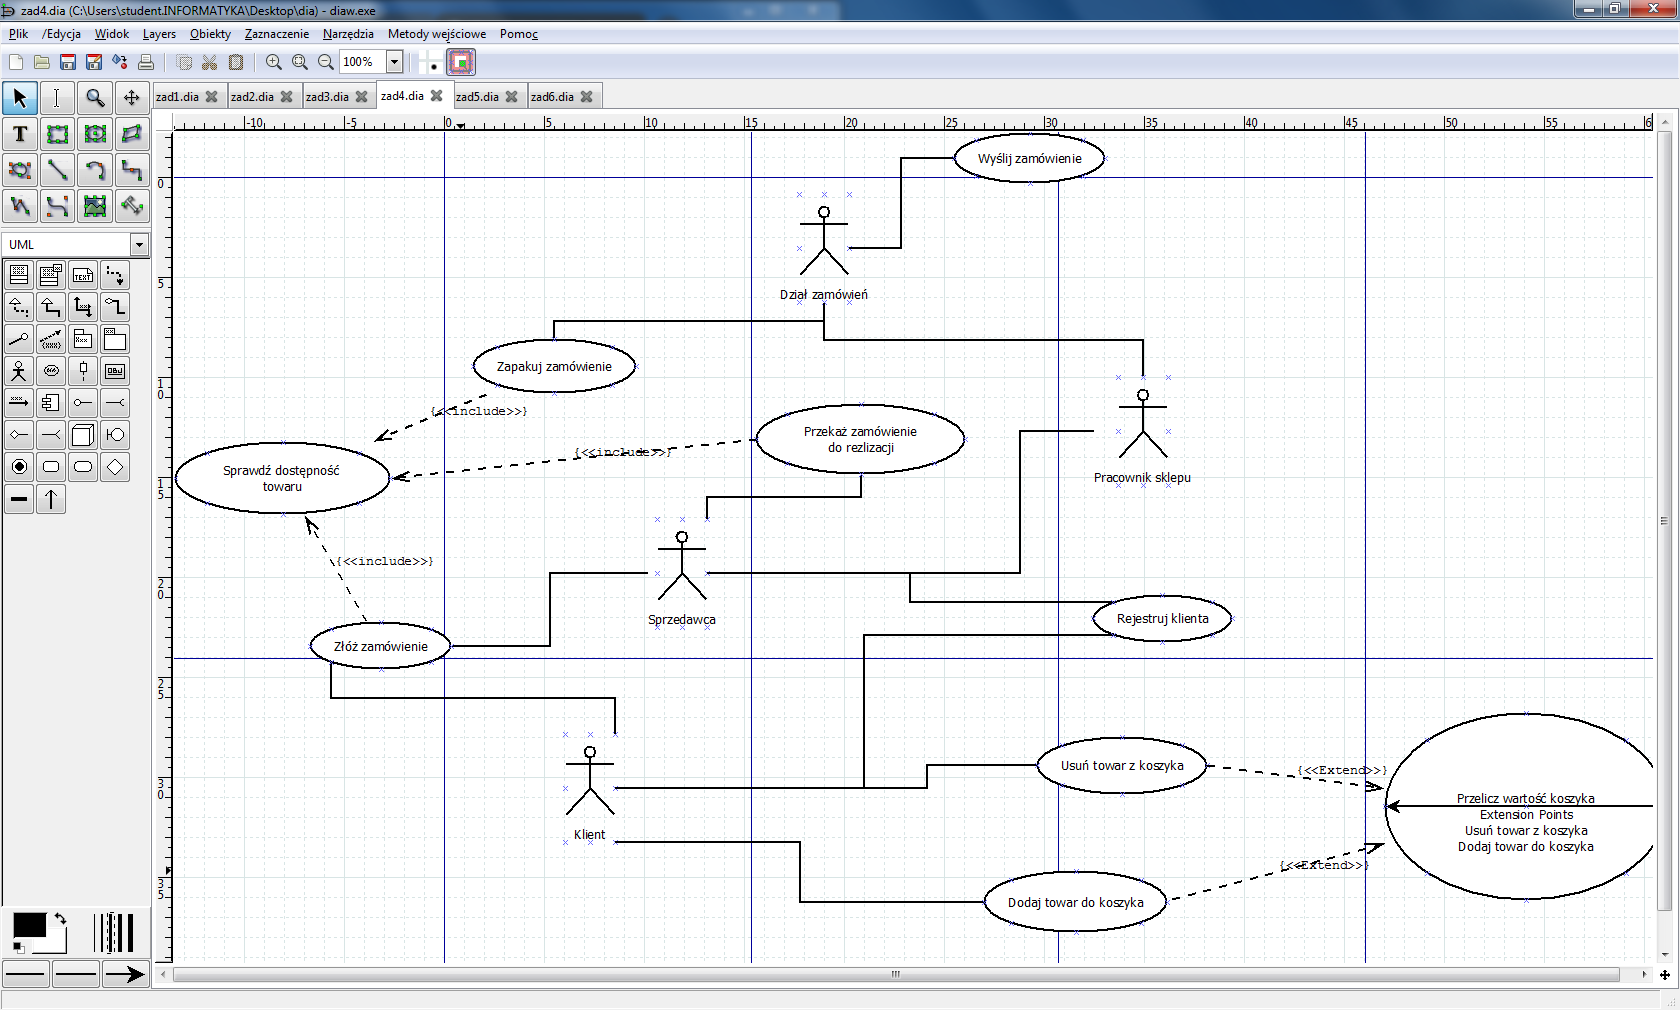 zad4.dia (C:\Users\student.INFORMATYKA\Desktop\dia) - diaw.exe
Plik /Edycja Widok Layers Obiekty Zaznaczenie Narzędzia Metody wejściowe Pomoc
100%
zad1.dia zad2.dia zad3.dia zad4.dia zad5.dia zad6.dia
-10 -5 0 5 10 15 20 25 30 35 40 45 50 55 6
T
UML
0
5
10
15
20
25
30
35
Wyślij zamówienie
Dział zamówień
Zapakuj zamówienie
{<<include>>}
Przekaż zamówienie
do rezlizacji
{<<include>>}
Sprawdź dostępność
towaru
Pracownik sklepu
{<<include>>}
Sprzedawca
Rejestruj klienta
Złóż zamówienie
Usuń towar z koszyka
{<<Extend>>}
Przelicz wartość koszyka
Extension Points
Usuń towar z koszyka
Dodaj towar do koszyka
Klient
{<<Extend>>}
Dodaj towar do koszyka